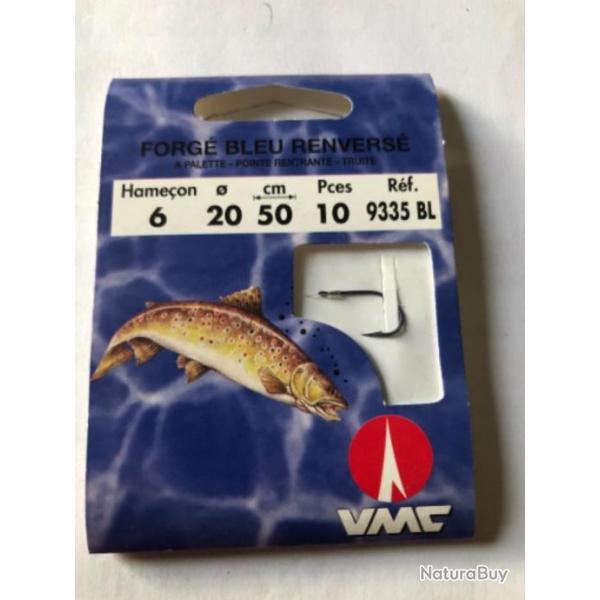 FORGÉ BLEU RENVERSÉ
A PALETTE - POINTE RENTRANTE - TRUITE
Hameçon ø cm Pces Réf.
6 20 50 10 9335 BL
VMC
NaturaBuy